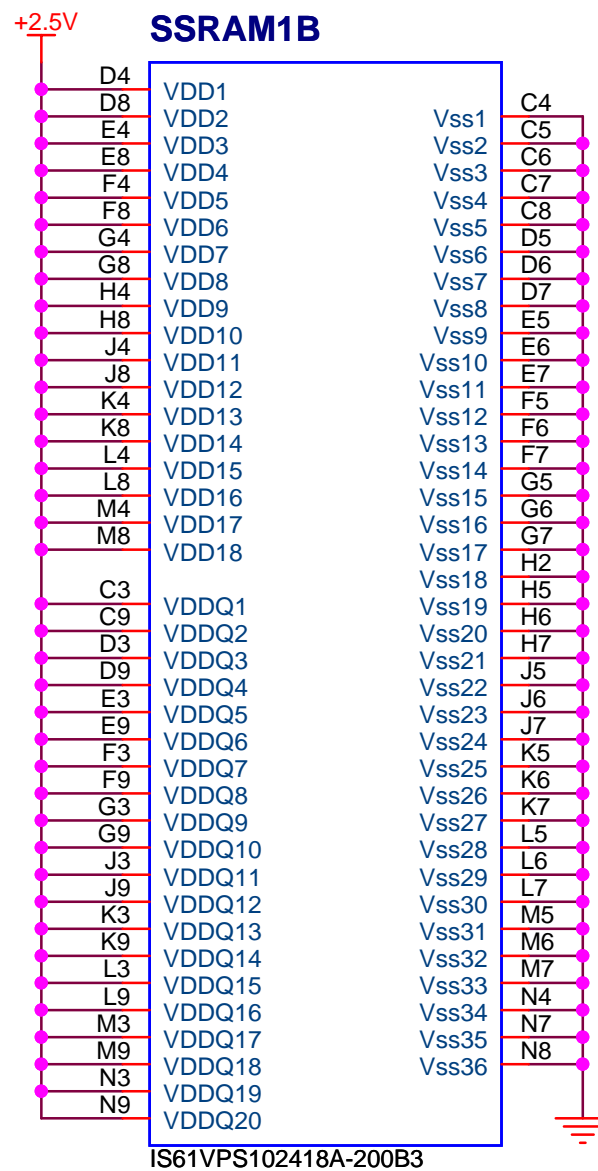 +2.5V
SSRAM1B
D4 VDD1
D8 VDD2
E4 VDD3
E8 VDD4
F4 VDD5
F8 VDD6
G4 VDD7
G8 VDD8
H4 VDD9
H8 VDD10
J4 VDD11
J8 VDD12
K4 VDD13
K8 VDD14
L4 VDD15
L8 VDD16
M4 VDD17
M8 VDD18
C3 VDDQ1
C9 VDDQ2
D3 VDDQ3
D9 VDDQ4
E3 VDDQ5
E9 VDDQ6
F3 VDDQ7
F9 VDDQ8
G3 VDDQ9
G9 VDDQ10
J3 VDDQ11
J9 VDDQ12
K3 VDDQ13
K9 VDDQ14
L3 VDDQ15
L9 VDDQ16
M3 VDDQ17
M9 VDDQ18
N3 VDDQ19
N9 VDDQ20
Vss1 C4
Vss2 C5
Vss3 C6
Vss4 C7
Vss5 C8
Vss6 D5
Vss7 D6
Vss8 D7
Vss9 E5
Vss10 E6
Vss11 E7
Vss12 F5
Vss13 F6
Vss14 F7
Vss15 G5
Vss16 G6
Vss17 G7
Vss18 H2
Vss19 H5
Vss20 H6
Vss21 H7
Vss22 J5
Vss23 J6
Vss24 J7
Vss25 K5
Vss26 K6
Vss27 K7
Vss28 L5
Vss29 L6
Vss30 L7
Vss31 M5
Vss32 M6
Vss33 M7
Vss34 N4
Vss35 N7
Vss36 N8
IS61VPS102418A-200B3